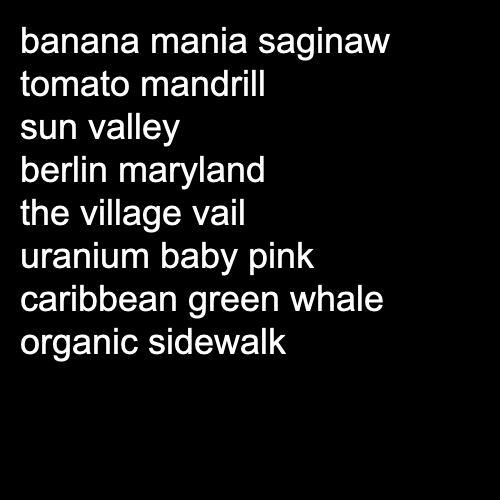 banana mania saginaw
tomato mandrill
sun valley
berlin maryland
the village vail
uranium baby pink
caribbean green whale
organic sidewalk